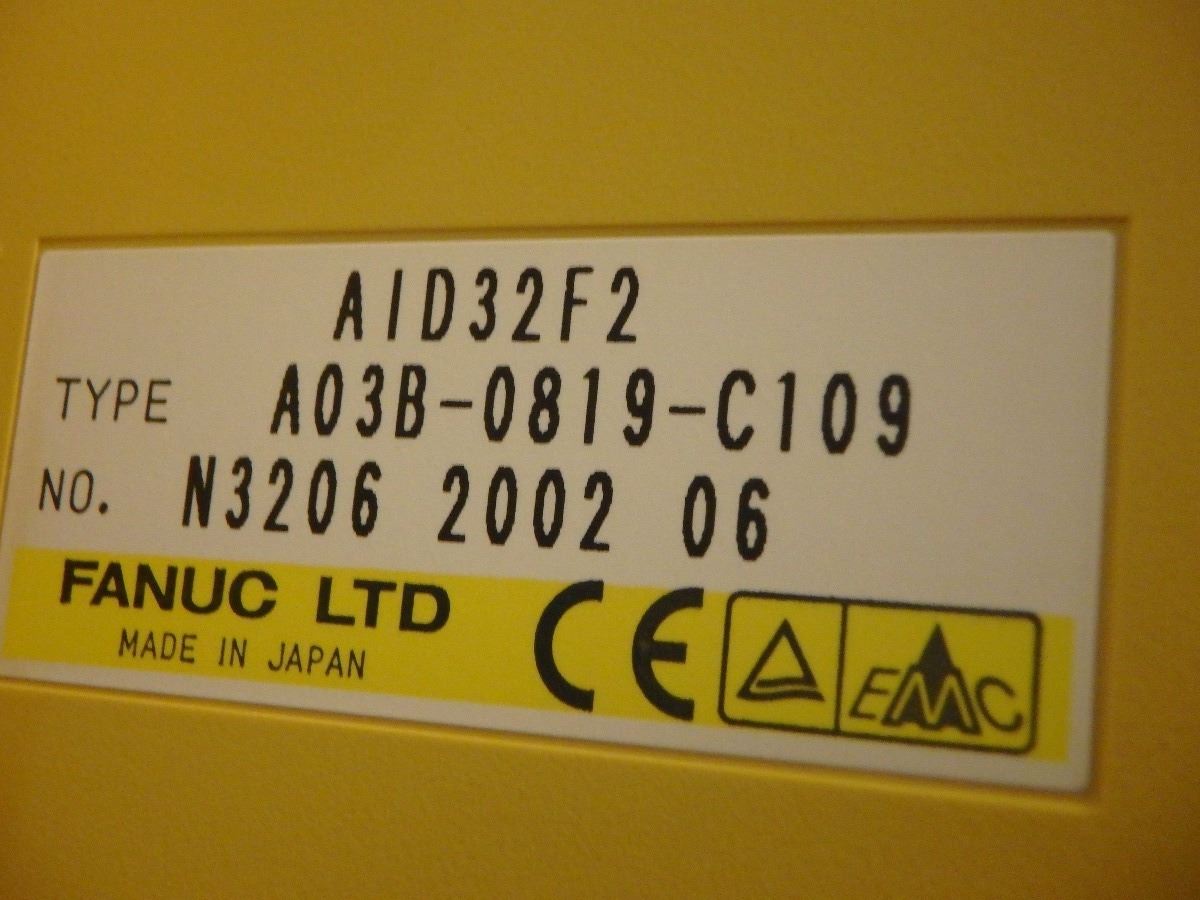 AID32F2
TYPE A03B-0819-C109
NO. N3206 2002 06
FANUC LTD
MADE IN JAPAN
CE
EMC